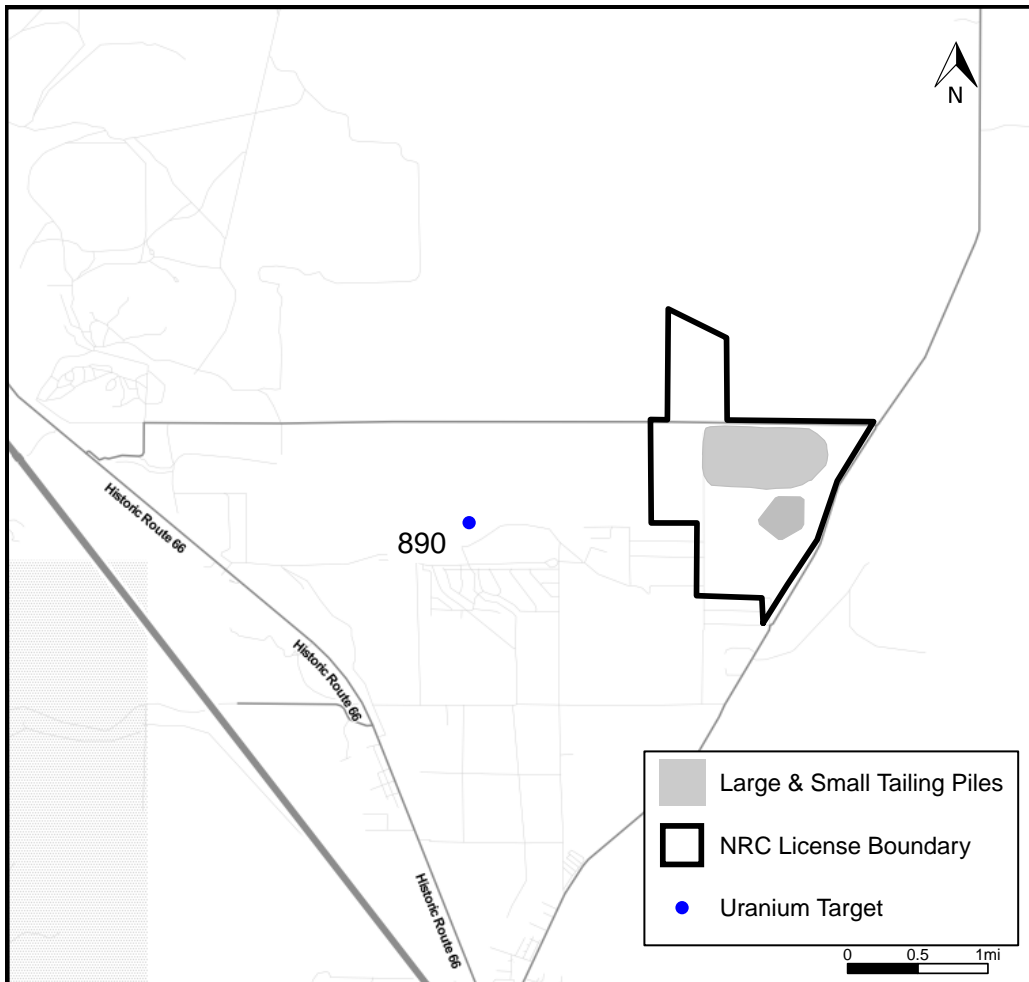 N
Historic Route 66
890
Historic Route 66
Historic Route 66
Large & Small Tailing Piles
NRC License Boundary
Uranium Target
0 0.5 1mi